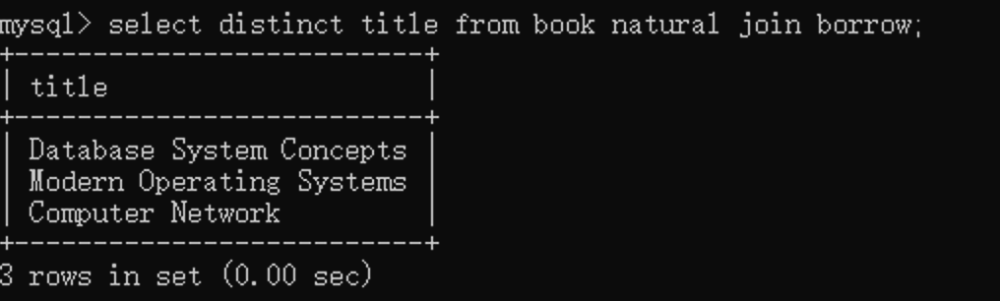 mysql> select distinct title from book natural join borrow;
+--------------------------+
| title                    |
+--------------------------+
| Database System Concepts |
| Modern Operating Systems |
| Computer Network         |
+--------------------------+
3 rows in set (0.00 sec)